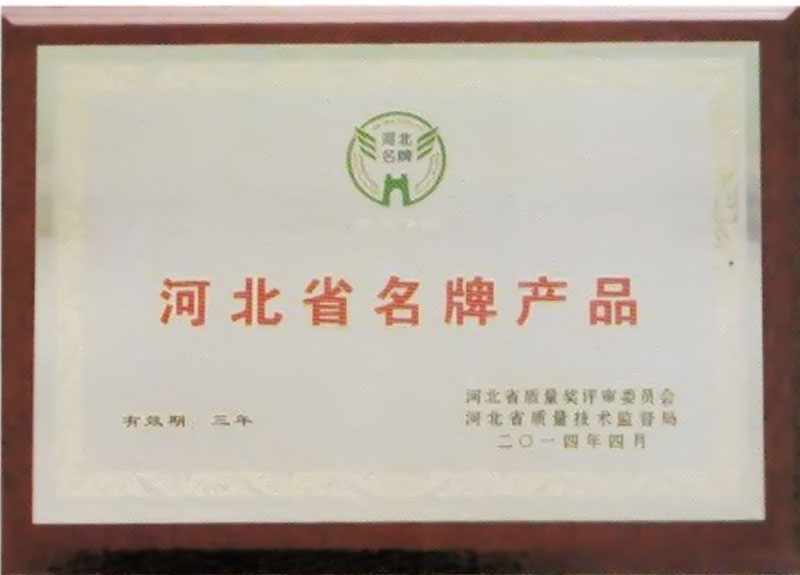 河北
名牌
河北省名牌产品
有效期：三年
河北省质量奖评审委员会
河北省质量技术监督局
二〇一四年四月